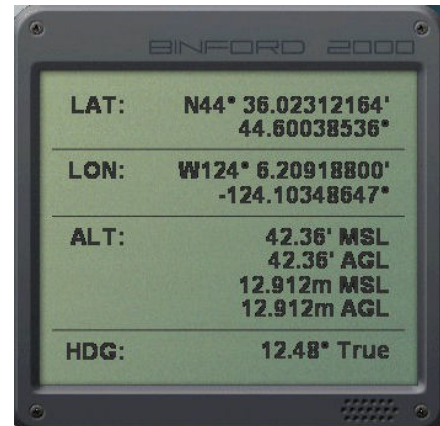 BINFORD 2000
LAT: N44° 36.02312164'
44.60038536°
LON: W124° 6.20918800'
-124.10348647°
ALT: 42.36' MSL
42.36' AGL
12.912m MSL
12.912m AGL
HDG: 12.48° True